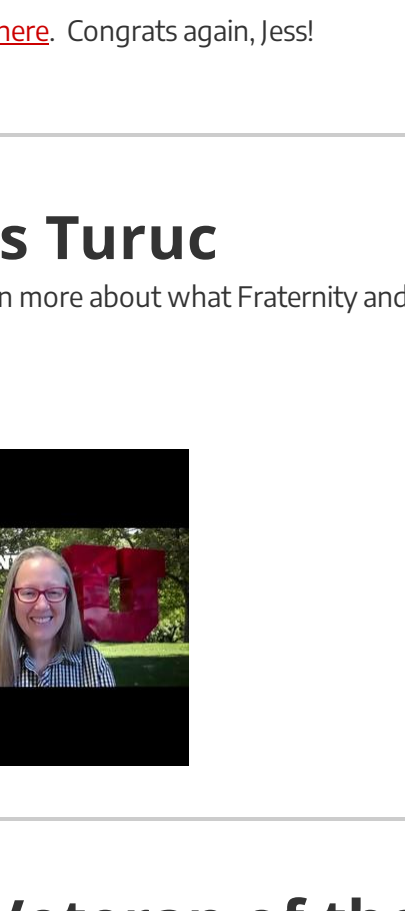 here.  Congrats again, Jess!
s Turuc
n more about what Fraternity and
U